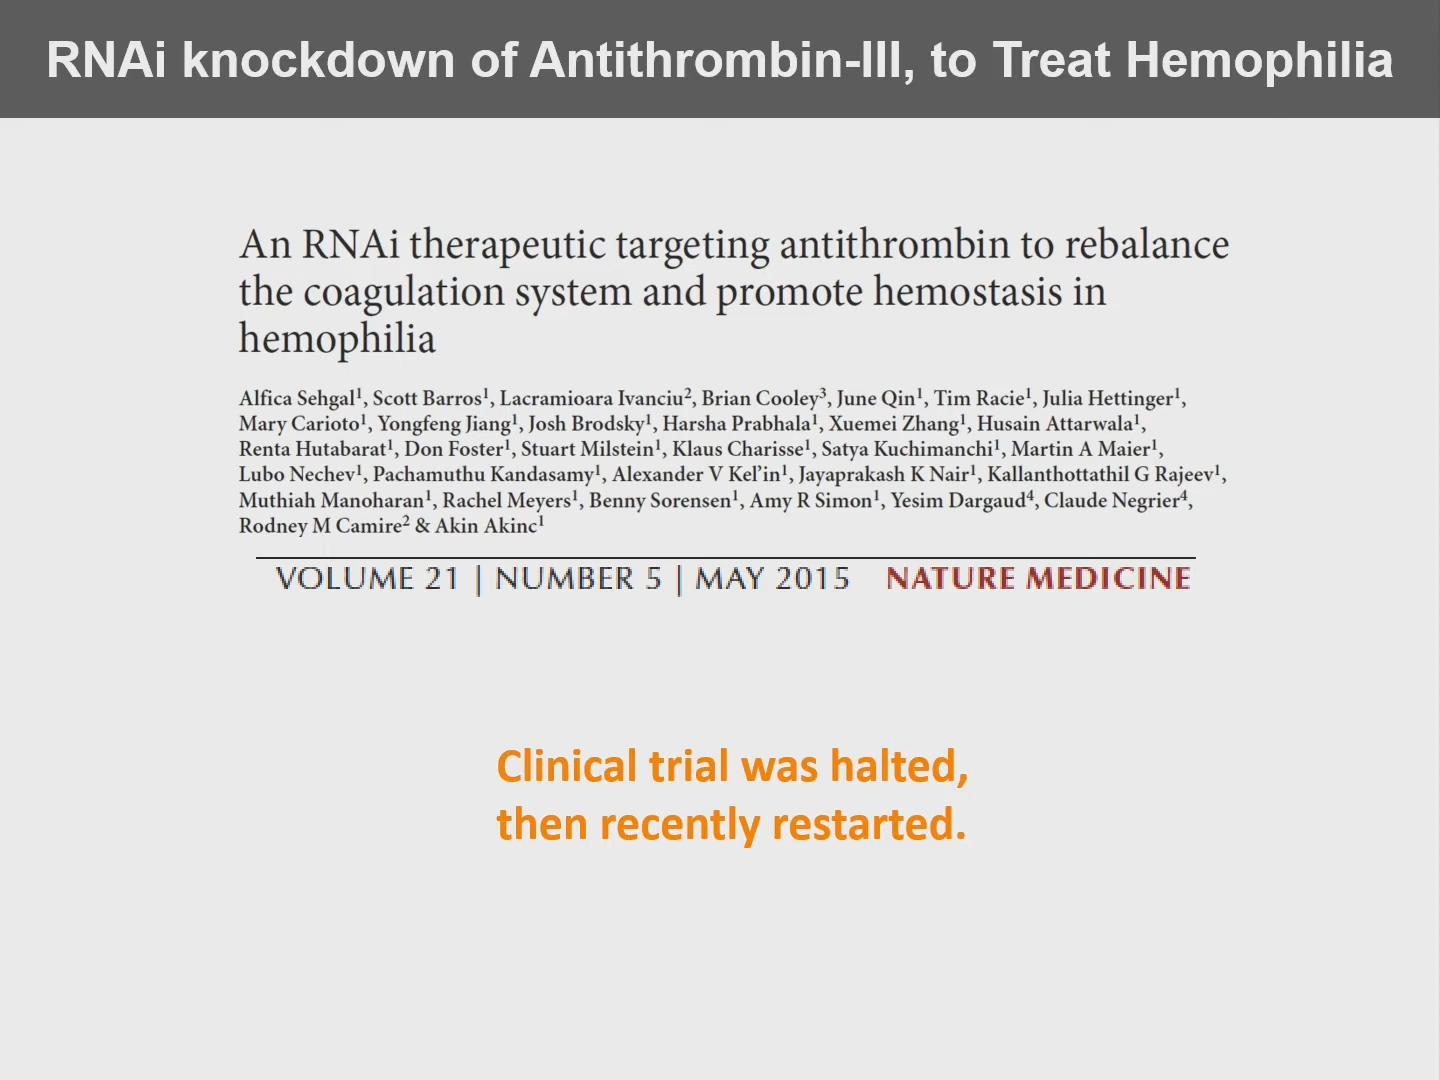 RNAi knockdown of Antithrombin-III, to Treat Hemophilia
An RNAi therapeutic targeting antithrombin to rebalance
the coagulation system and promote hemostasis in
hemophilia
Alfica Sehgal¹, Scott Barros¹, Lacramioara Ivanciu², Brian Cooley³, June Qin¹, Tim Racie¹, Julia Hettinger¹,
Mary Carioto¹, Yongfeng Jiang¹, Josh Brodsky¹, Harsha Prabhala¹, Xuemei Zhang¹, Husain Attarwala¹,
Renta Hutabarat¹, Don Foster¹, Stuart Milstein¹, Klaus Charisse¹, Satya Kuchimanchi¹, Martin A Maier¹,
Lubo Nechev¹, Pachamuthu Kandasamy¹, Alexander V Kel’in¹, Jayaprakash K Nair¹, Kallanthottathil G Rajeev¹,
Muthiah Manoharan¹, Rachel Meyers¹, Benny Sorensen¹, Amy R Simon¹, Yesim Dargaud⁴, Claude Negrier⁴,
Rodney M Camire² & Akin Akinc¹
VOLUME 21 | NUMBER 5 | MAY 2015 NATURE MEDICINE
Clinical trial was halted,
then recently restarted.